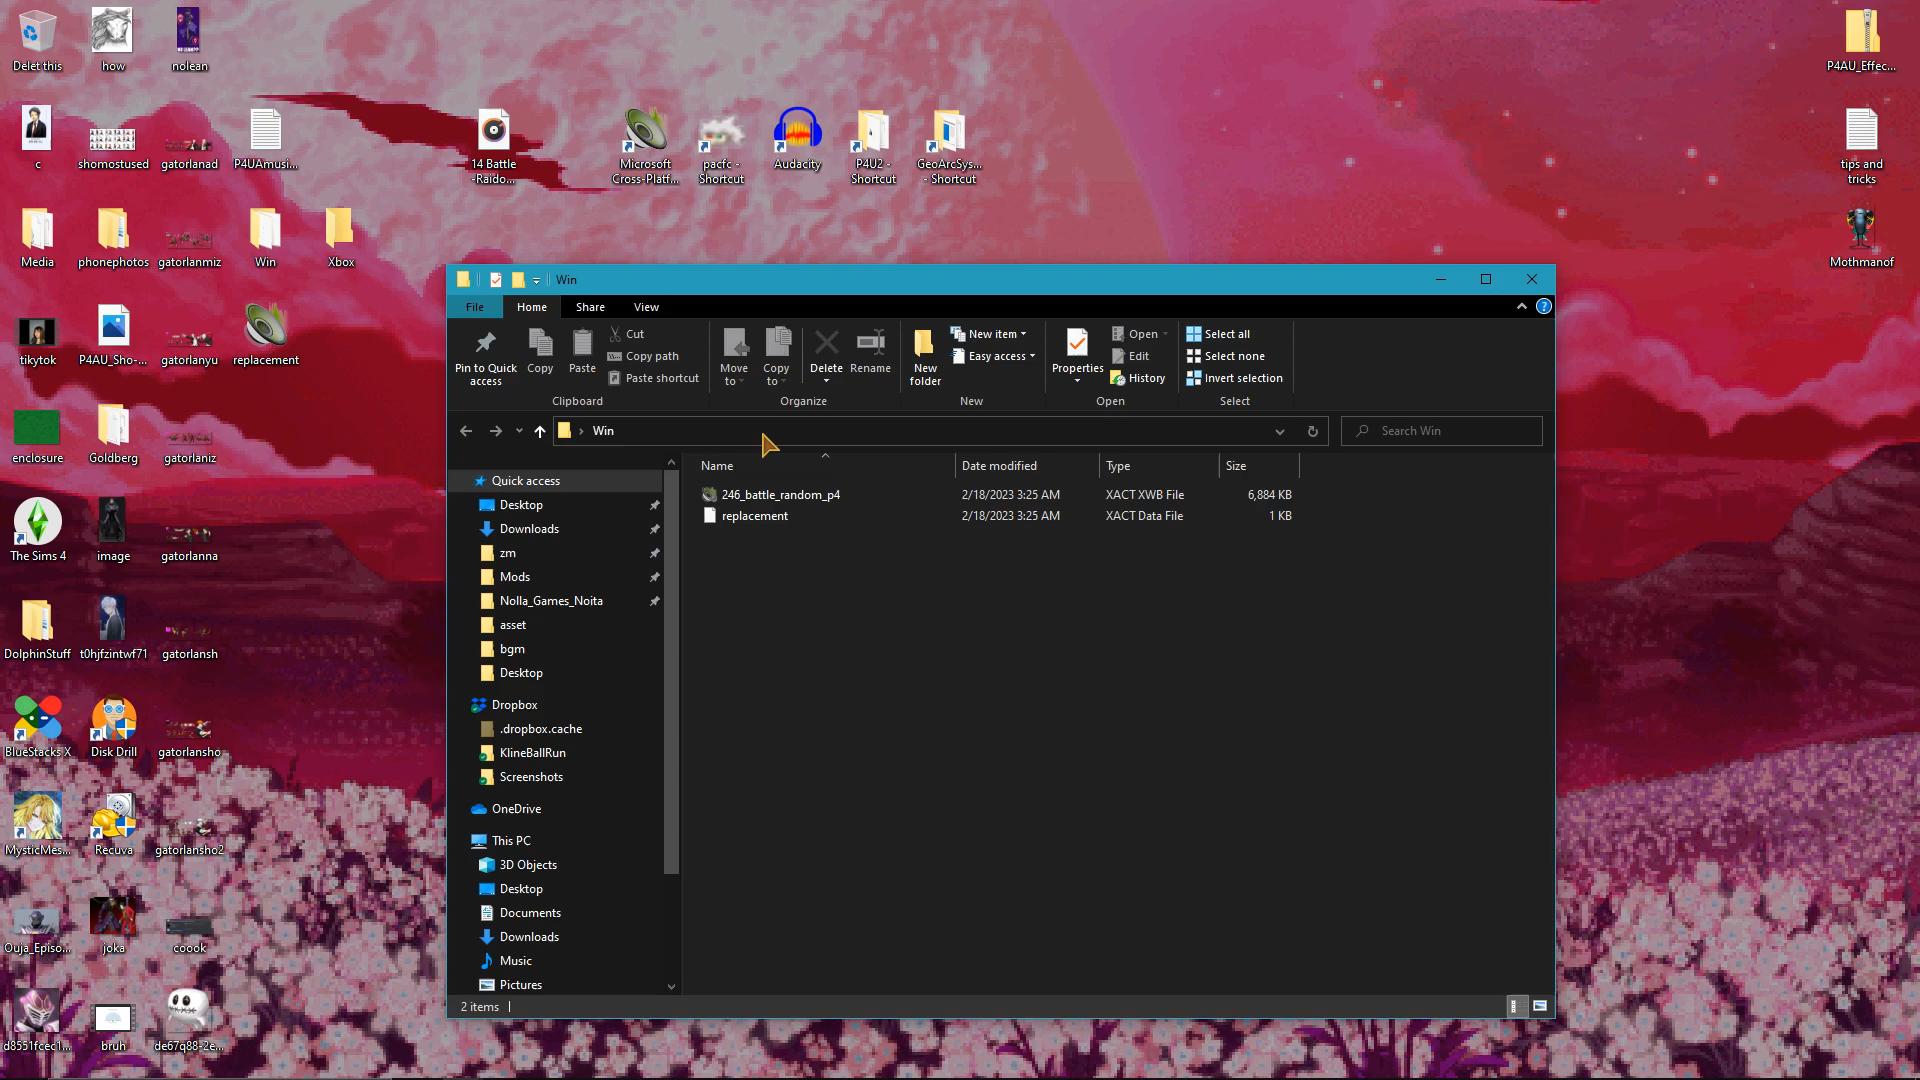 Delet this
how
nolean
P4AU_Effec...
c
shomostused
gatorlanad
P4UAmusi...
14 Battle
-Raido...
Microsoft
Cross-Platf...
pacfc -
Shortcut
Audacity
P4U2 -
Shortcut
GeoArcSys...
- Shortcut
tips and
tricks
Media
phonephotos
gatorlanmiz
Win
Xbox
Mothmanof
tikytok
P4AU_Sho-...
gatorlanyu
replacement
enclosure
Goldberg
gatorlaniz
The Sims 4
image
gatorlanna
DolphinStuff
t0hjfzintwf71
gatorlansh
BlueStacks X
Disk Drill
gatorlansho
MysticMes...
Recuva
gatorlansho2
Ouja_Episo...
joka
coook
d8551fcec1...
bruh
de67q88-2e...
Win
File
Home
Share
View
Pin to Quick
access
Copy
Paste
Cut
Copy path
Paste shortcut
Clipboard
Move
to
Copy
to
Delete
Rename
Organize
New
folder
New item
Easy access
New
Properties
Open
Edit
History
Open
Select all
Select none
Invert selection
Select
Win
Search Win
Name
Date modified
Type
Size
246_battle_random_p4
2/18/2023 3:25 AM
XACT XWB File
6,884 KB
replacement
2/18/2023 3:25 AM
XACT Data File
1 KB
Quick access
Desktop
Downloads
zm
Mods
Nolla_Games_Noita
asset
bgm
Desktop
Dropbox
.dropbox.cache
KlineBallRun
Screenshots
OneDrive
This PC
3D Objects
Desktop
Documents
Downloads
Music
Pictures
2 items